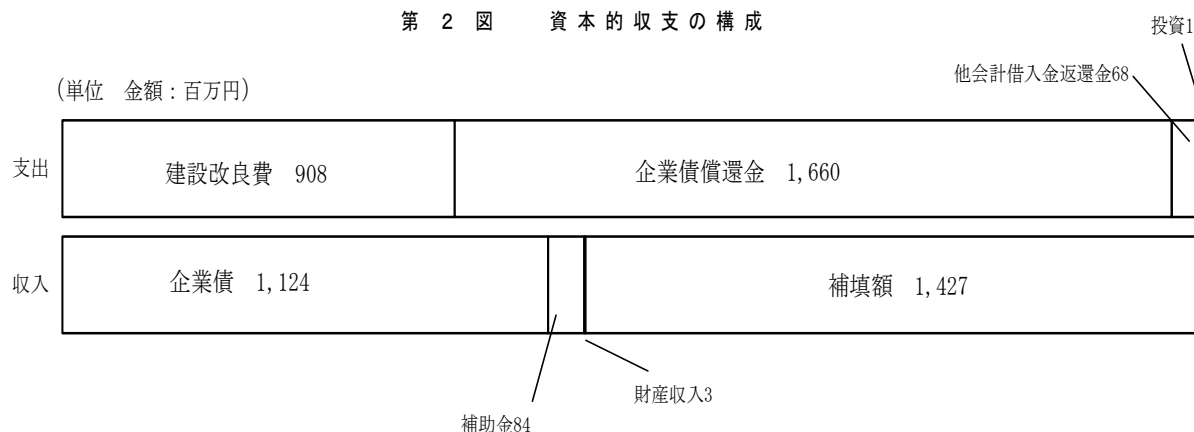 第２図　資本的収支の構成
投資1
他会計借入金返還金68
(単位　金額：百万円)
支出
建設改良費　908
企業債償還金　1,660
収入
企業債　1,124
補填額　1,427
財産収入3
補助金84